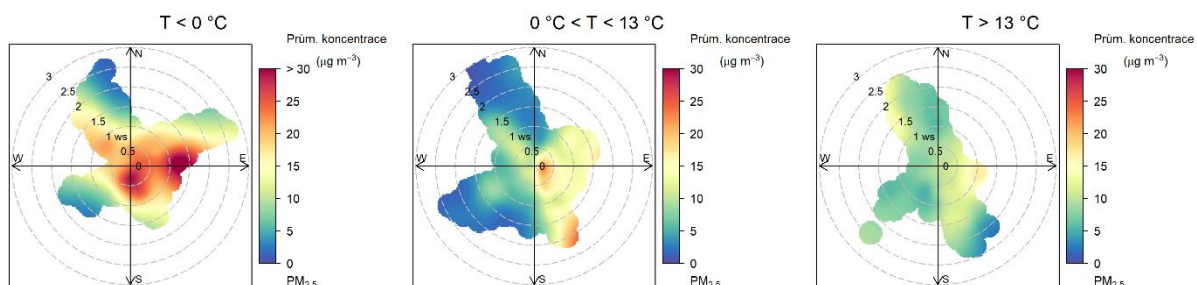 T < 0 °C
Prům. koncentrace
(μg m⁻³)
N
3
2.5
2
1.5
1 ws
0.5
0
W
E
S
> 30
25
20
15
10
5
0
PM₂.₅
0 °C < T < 13 °C
Prům. koncentrace
(μg m⁻³)
N
3
2.5
2
1.5
1 ws
0.5
0
W
E
S
30
25
20
15
10
5
0
PM₂.₅
T > 13 °C
Prům. koncentrace
(μg m⁻³)
N
3
2.5
2
1.5
1 ws
0.5
0
W
E
S
30
25
20
15
10
5
0
PM₂.₅